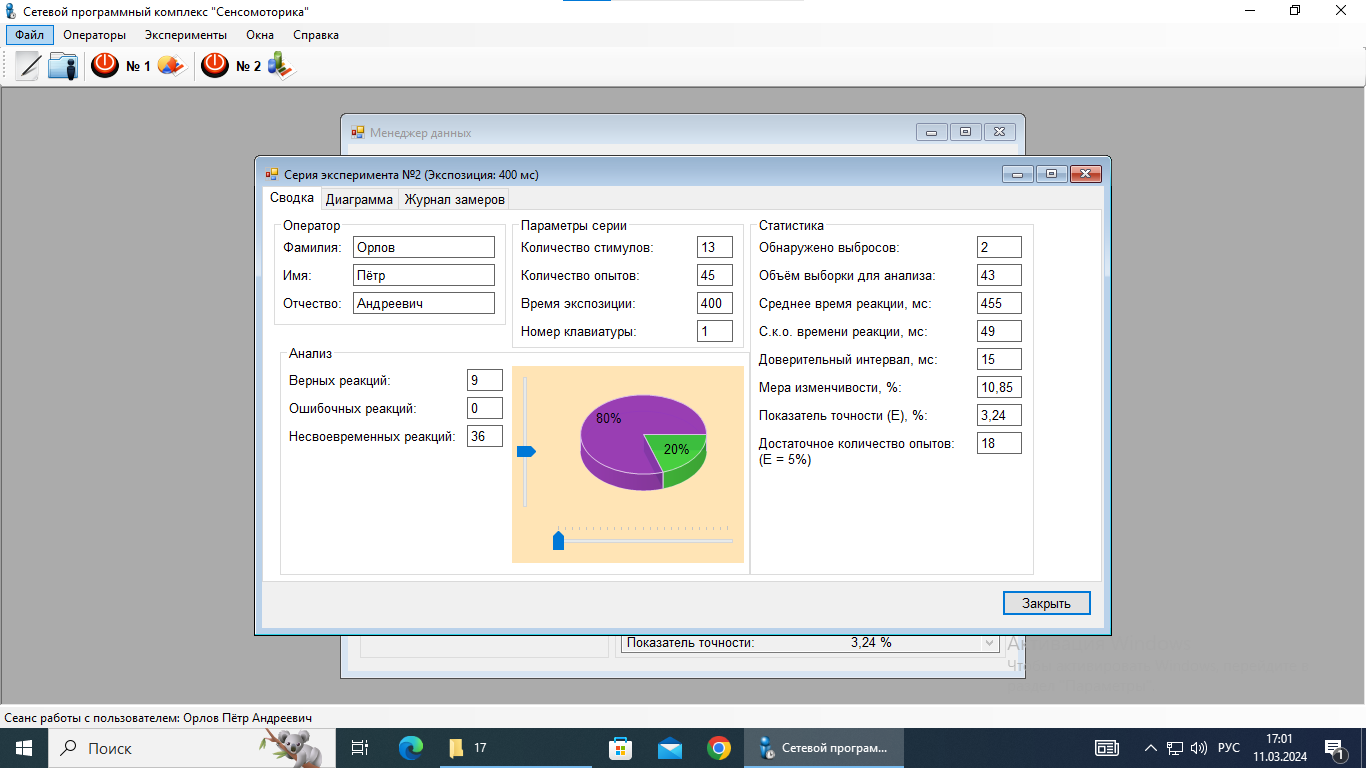 Сетевой программный комплекс "Сенсомоторика"
Файл Операторы Эксперименты Окна Справка
№ 1 № 2
Менеджер данных
Серия эксперимента №2 (Экспозиция: 400 мс)
Сводка Диаграмма Журнал замеров
Оператор
Фамилия: Орлов
Имя: Пётр
Отчество: Андреевич
Параметры серии
Количество стимулов: 13
Количество опытов: 45
Время экспозиции: 400
Номер клавиатуры: 1
Статистика
Обнаружено выбросов: 2
Объём выборки для анализа: 43
Среднее время реакции, мс: 455
С.к.о. времени реакции, мс: 49
Доверительный интервал, мс: 15
Мера изменчивости, %: 10,85
Показатель точности (E), %: 3,24
Достаточное количество опытов: 18
(E = 5%)
Анализ
Верных реакций: 9
Ошибочных реакций: 0
Несвоевременных реакций: 36
80%
20%
Закрыть
Показатель точности: 3,24 %
Сеанс работы с пользователем: Орлов Пётр Андреевич
Поиск
17
Сетевой програм...
РУС
17:01
11.03.2024
1